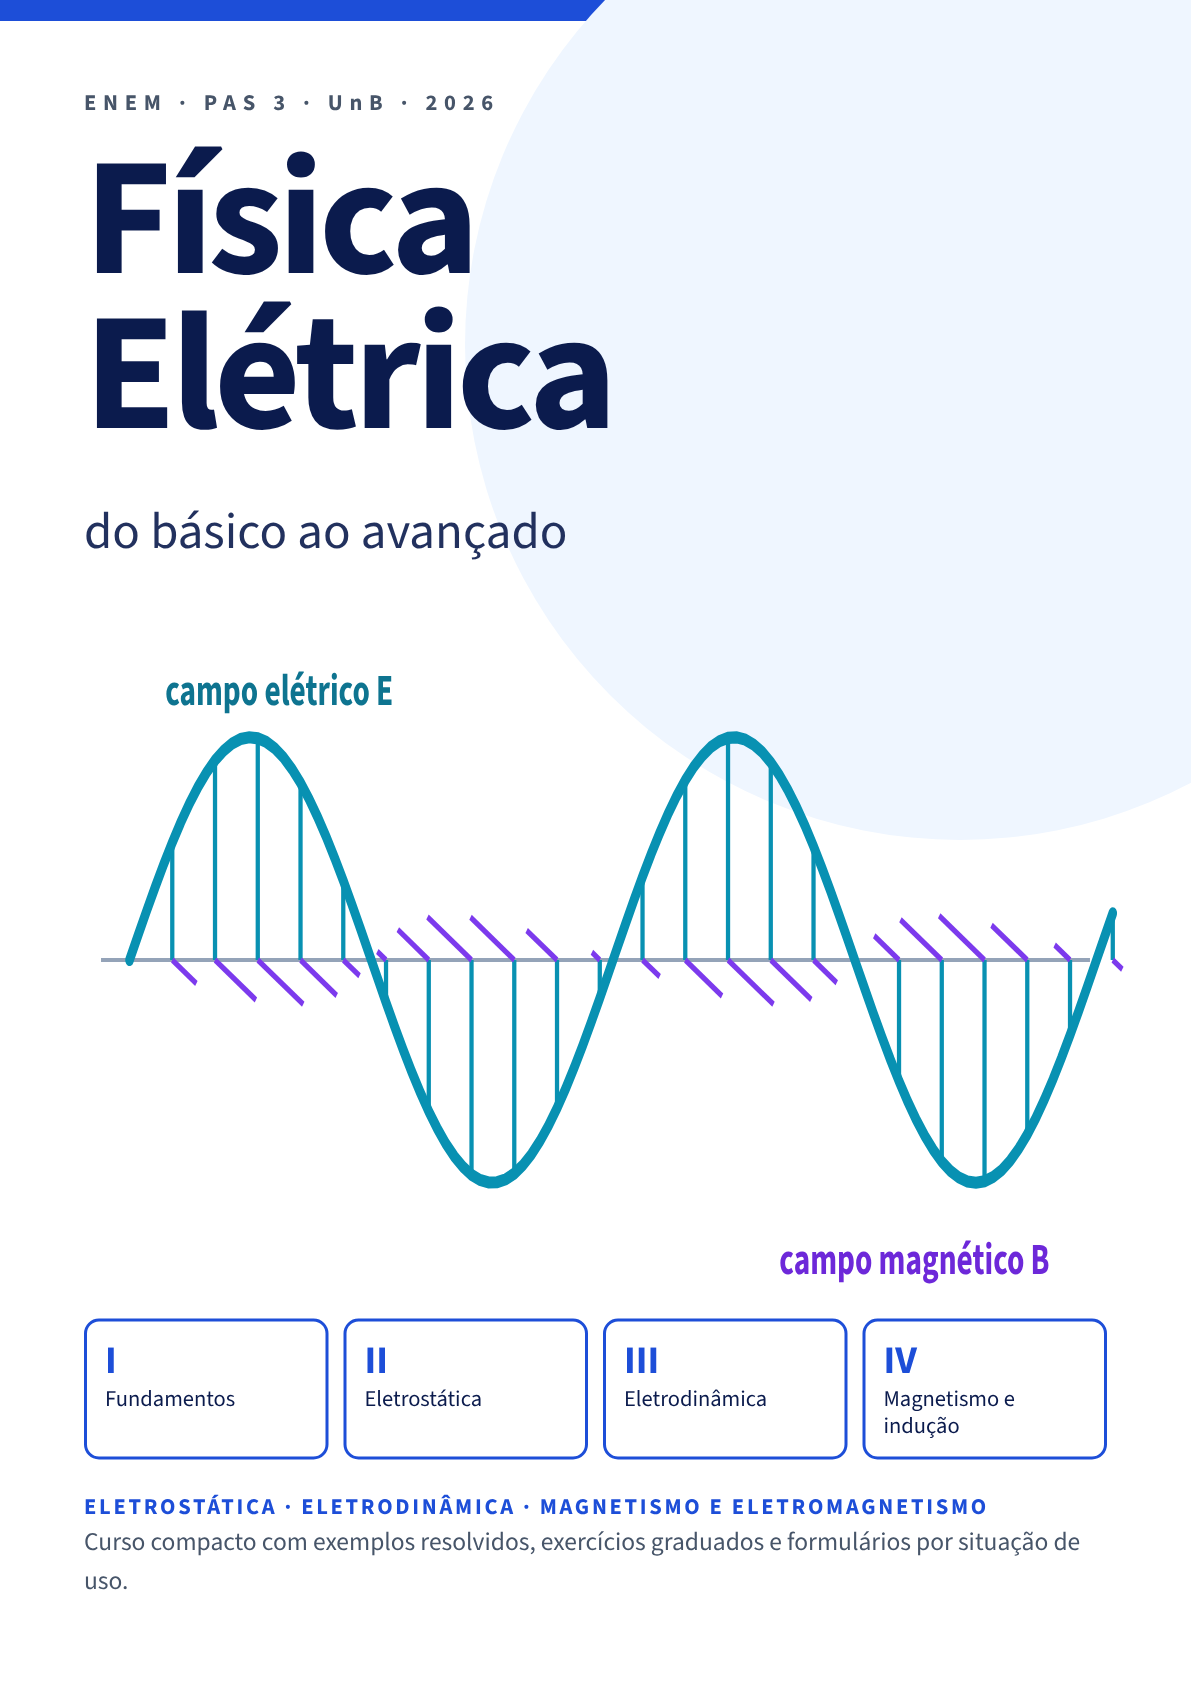 ENEM · PAS 3 · UnB · 2026
Física
Elétrica
do básico ao avançado
campo elétrico E
campo magnético B
I
Fundamentos
II
Eletrostática
III
Eletrodinâmica
IV
Magnetismo e
indução
ELETROSTÁTICA · ELETRODINÂMICA · MAGNETISMO E ELETROMAGNETISMO
Curso compacto com exemplos resolvidos, exercícios graduados e formulários por situação de
uso.